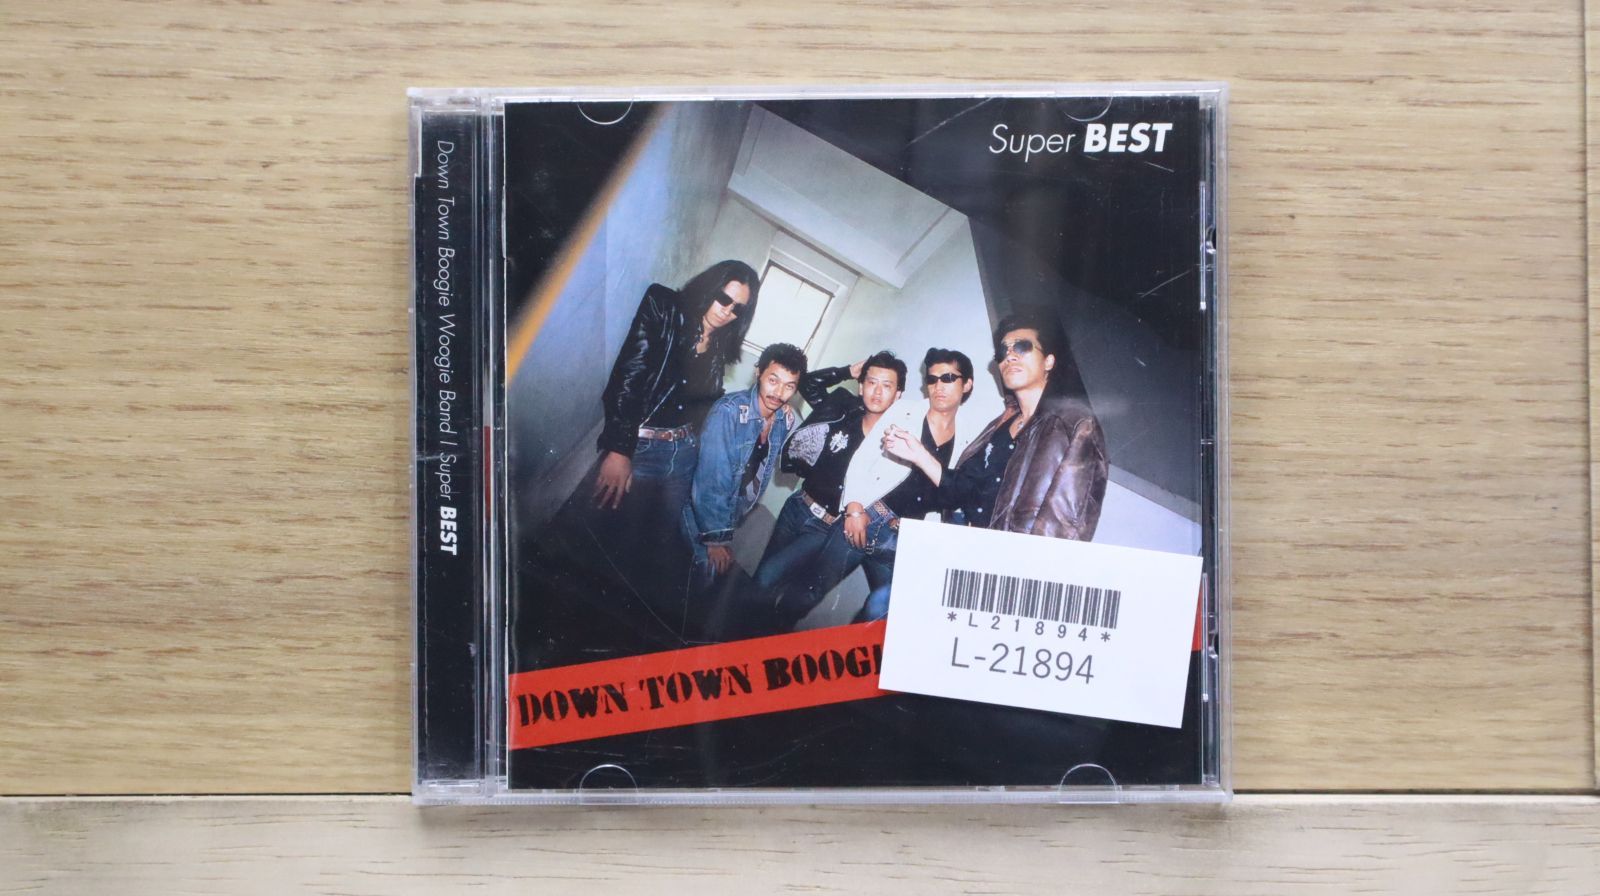 Super BEST
Down Town Boogie Woogie Band | Super BEST
DOWN TOWN BOOGI
*L21894*
L-21894